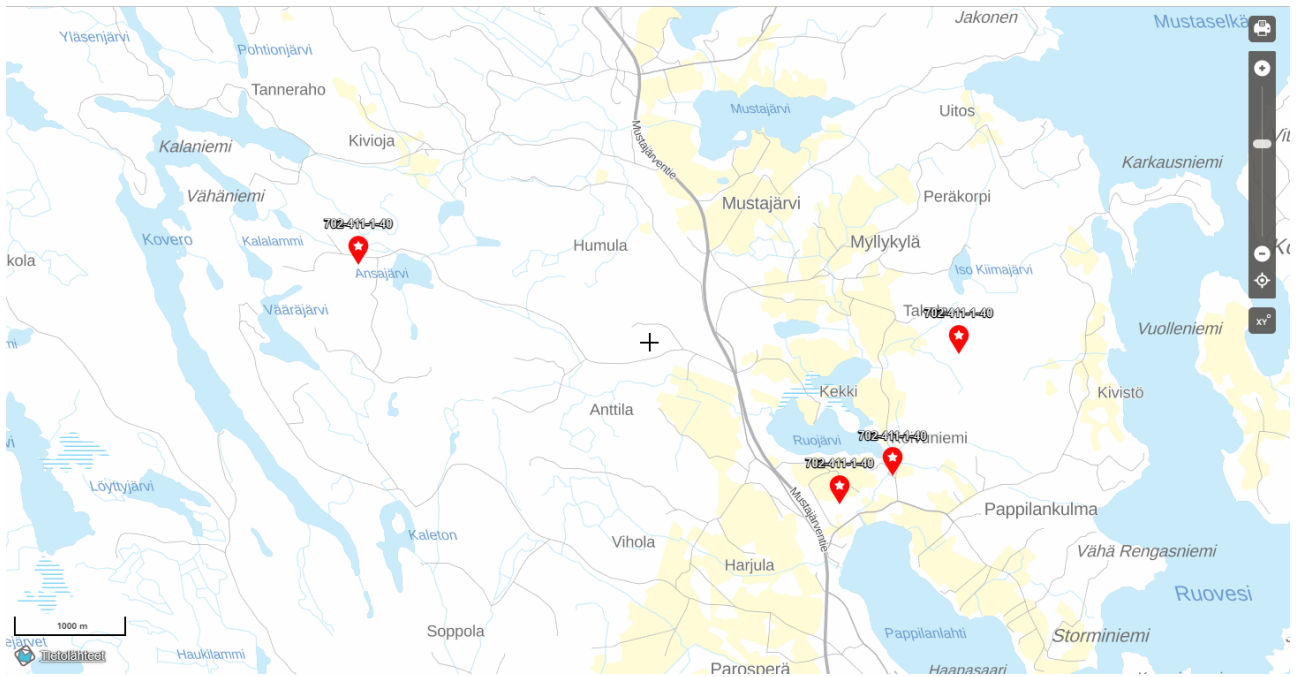 Jakonen
Mustaselkä
Yläsenjärvi
Pohtionjärvi
Tanneraho
Mustajärvi
Uitos
Kivioja
Kalaniemi
Mustajärventie
Karkausniemi
Vähäniemi
Peräkorpi
Mustajärvi
702-411-1-40
Kovero
Kalalammi
Humula
Myllykylä
kola
Ansajärvi
Iso Kiimajärvi
Vääräjärvi
702-411-1-40
Vuolleniemi
XY
Kekki
Kivistö
Anttila
Ruojärvi
702-411-1-40
702-411-1-40
Löyttyjärvi
Mustajärventie
Pappilankulma
Kaleton
Vihola
Vähä Rengasniemi
Harjula
Ruovesi
1000 m
Soppola
Pappilanlahti
Storminiemi
Tietolähteet
Haukilammi
Parosperä
Haapasaari